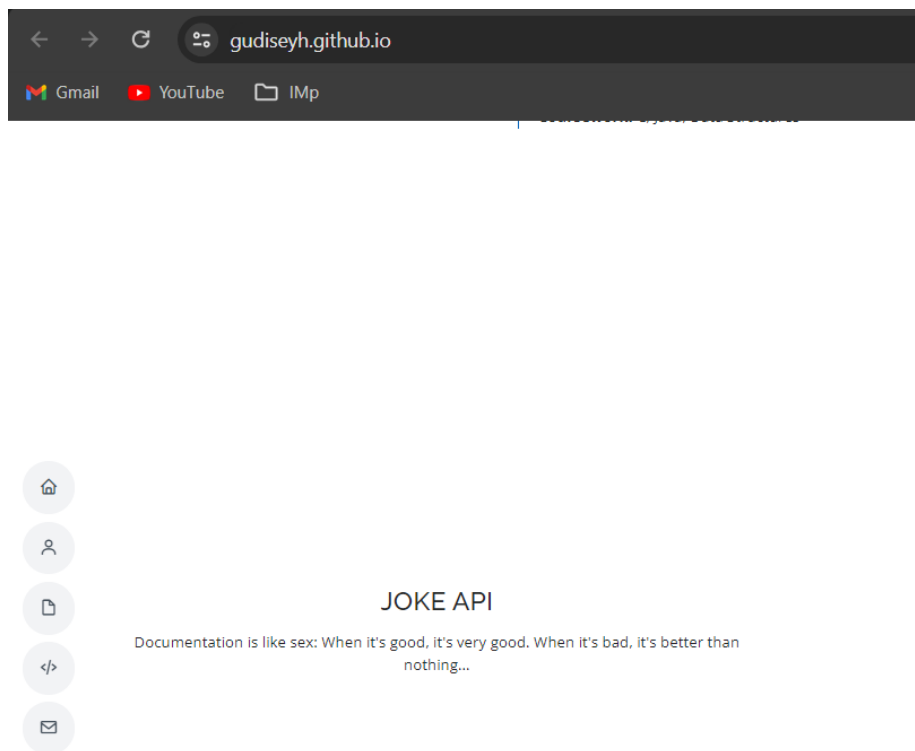 gudiseyh.github.io
Gmail YouTube IMp
JOKE API
Documentation is like sex: When it's good, it's very good. When it's bad, it's better than
nothing...